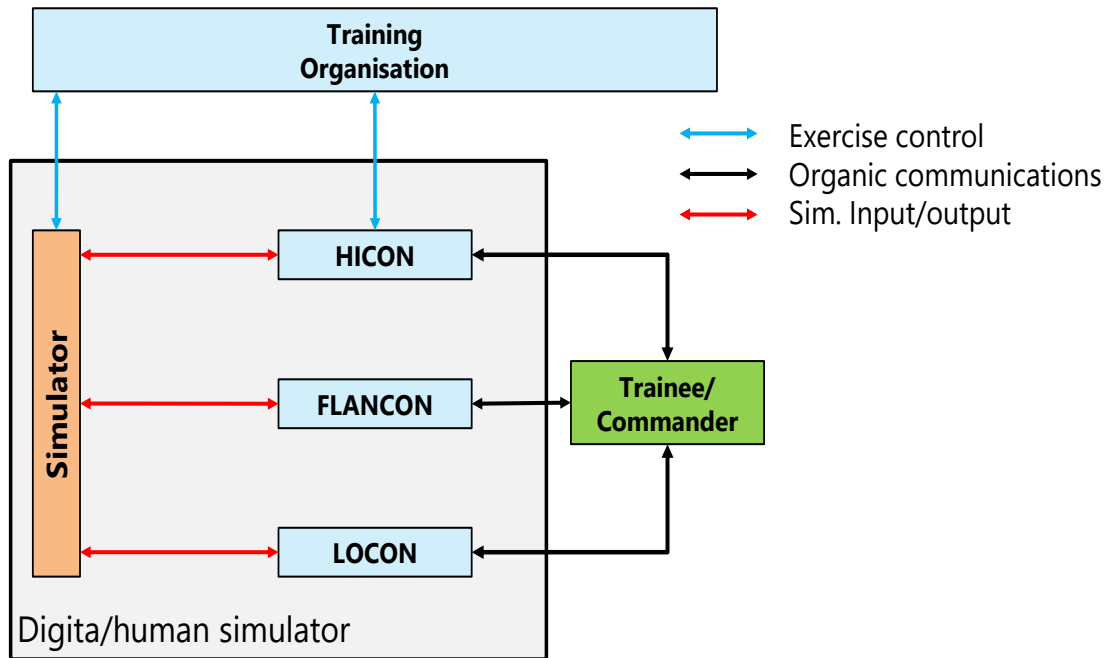 Training
Organisation
Exercise control
Organic communications
Sim. Input/output
HICON
Simulator
FLANCON
Trainee/
Commander
LOCON
Digita/human simulator